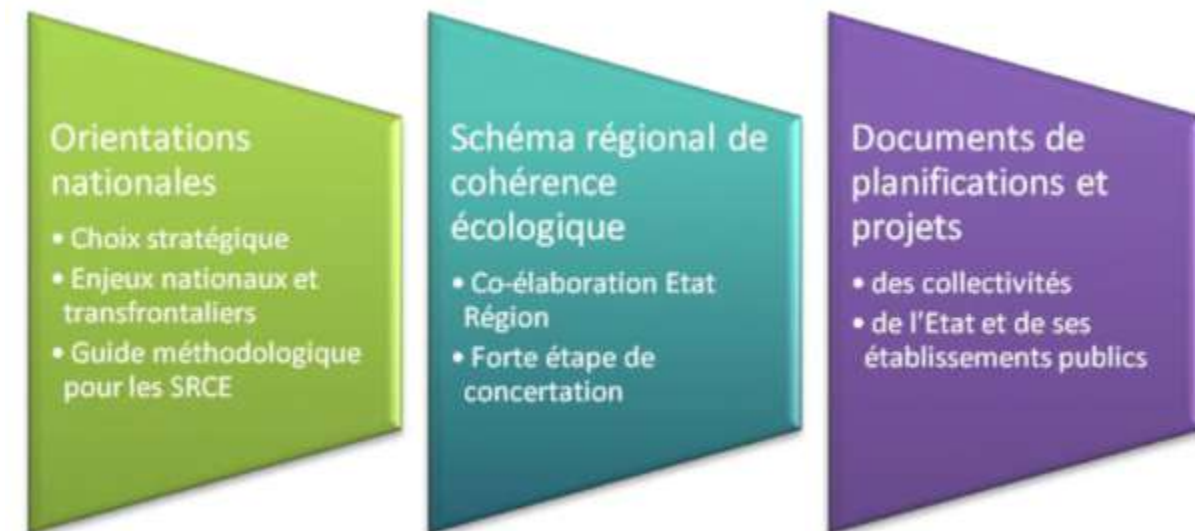 Orientations
nationales
• Choix stratégique
• Enjeux nationaux et
transfrontaliers
• Guide méthodologique
pour les SRCE
Schéma régional de
cohérence
écologique
• Co-élaboration Etat
Région
• Forte étape de
concertation
Documents de
planifications et
projets
• des collectivités
• de l'Etat et de ses
établissements publics